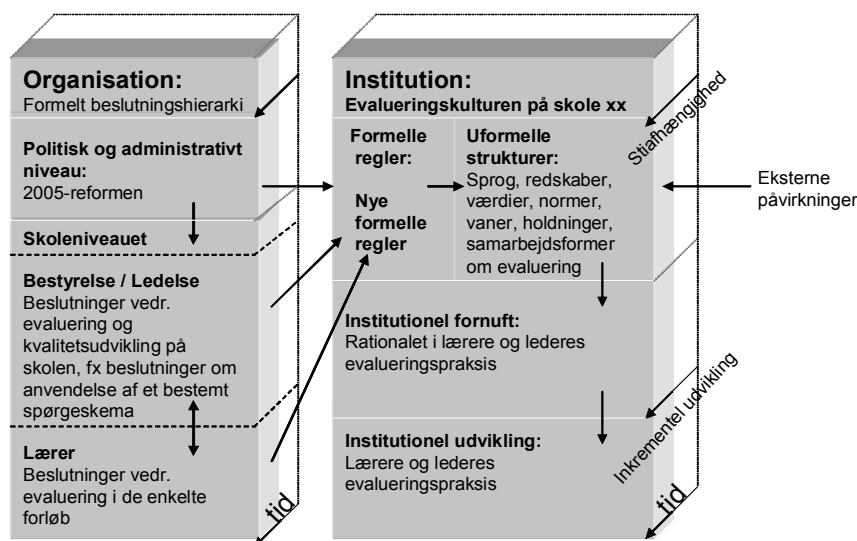 Organisation:
Formelt beslutningshierarki
Politisk og administrativt
niveau:
2005-reformen
Skoleniveauet
Bestyrelse / Ledelse
Beslutninger vedr.
evaluering og
kvalitetsudvikling på
skolen, fx beslutninger om
anvendelse af et bestemt
spørgeskema
Lærer
Beslutninger vedr.
evaluering i de enkelte
forløb
tid
Institution:
Evalueringskulturen på skole xx
Formelle
regler:
Nye
formelle
regler
Uformelle
strukturer:
Sprog, redskaber,
værdier, normer,
vaner, holdninger,
samarbejdsformer
om evaluering
Institutionel fornuft:
Rationalet i lærere og lederes
evalueringspraksis
Institutionel udvikling:
Lærere og lederes
evalueringspraksis
Stiafhængighed
Inkrementel udvikling
tid
Eksterne
påvirkninger